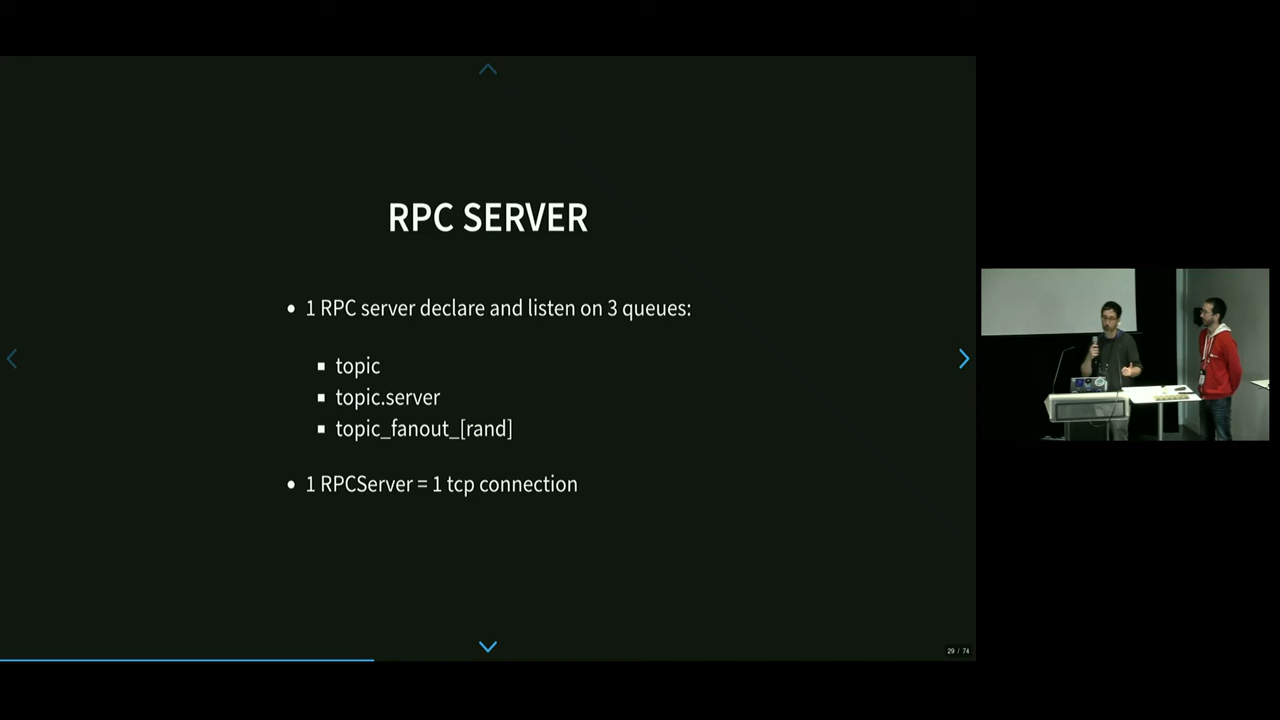 RPC SERVER
• 1 RPC server declare and listen on 3 queues:
▪ topic
▪ topic.server
▪ topic_fanout_[rand]
• 1 RPCServer = 1 tcp connection
29 / 74